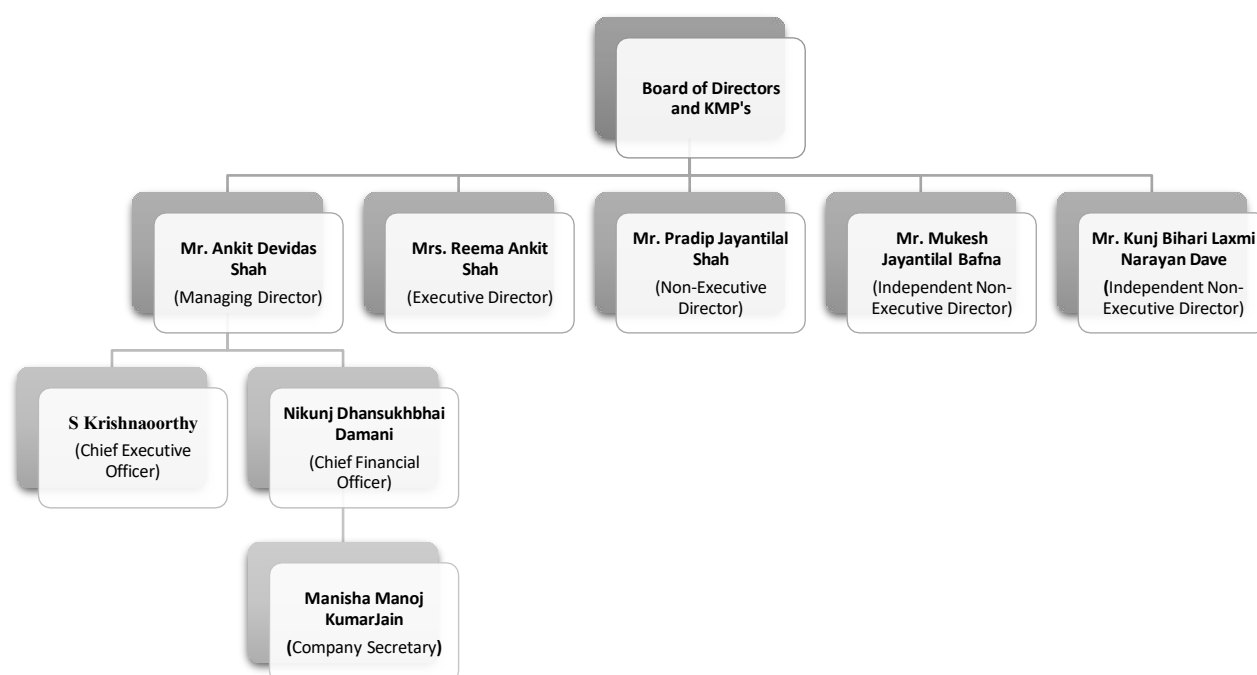 Board of Directors
and KMP's
Mr. Ankit Devidas
Shah
(Managing Director)
Mrs. Reema Ankit
Shah
(Executive Director)
Mr. Pradip Jayantilal
Shah
(Non-Executive
Director)
Mr. Mukesh
Jayantilal Bafna
(Independent Non-
Executive Director)
Mr. Kunj Bihari Laxmi
Narayan Dave
(Independent Non-
Executive Director)
S Krishnaoorthy
(Chief Executive
Officer)
Nikunj Dhansukhbhai
Damani
(Chief Financial
Officer)
Manisha Manoj
KumarJain
(Company Secretary)